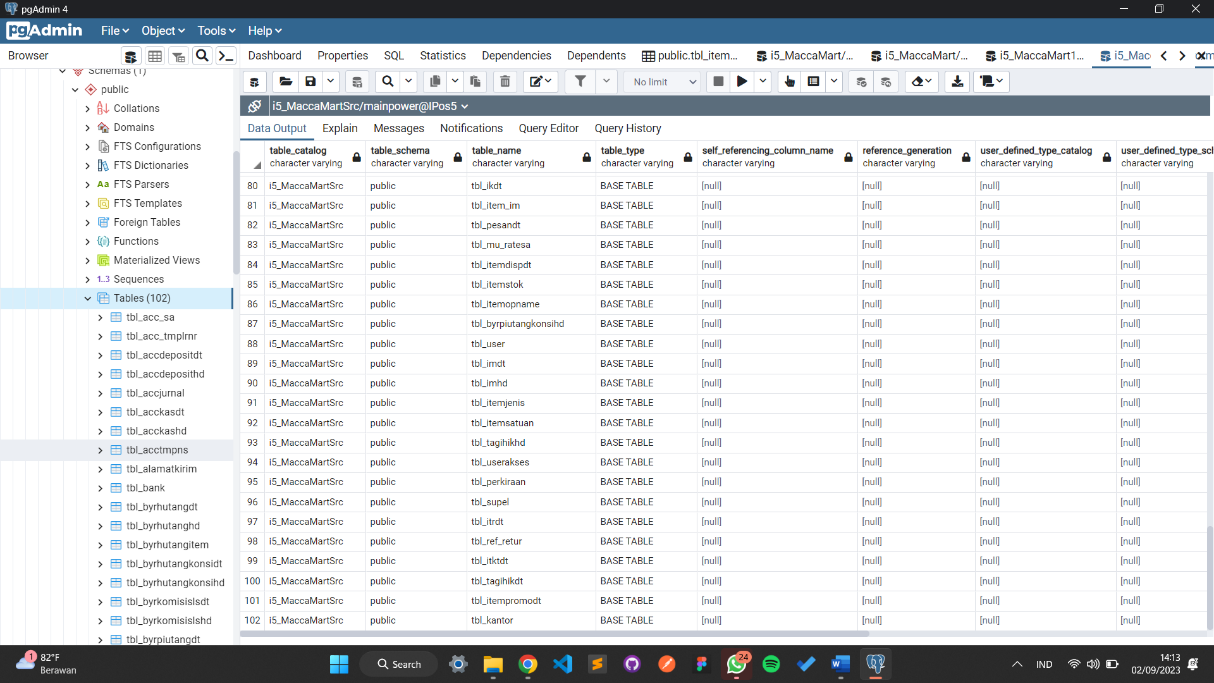 pgAdmin 4
pgAdmin File Object Tools Help
Browser
Dashboard Properties SQL Statistics Dependencies Dependents public.tbl_item... i5_MaccaMart/... i5_MaccaMart/... i5_MaccaMart1... i5_Macc
No limit
i5_MaccaMartSrc/mainpower@IPos5
Data Output Explain Messages Notifications Query Editor Query History
Schemas (1)
public
Collations
Domains
FTS Configurations
FTS Dictionaries
Aa FTS Parsers
FTS Templates
Foreign Tables
Functions
Materialized Views
1..3 Sequences
Tables (102)
tbl_acc_sa
tbl_acc_tmplrnr
tbl_accdepositdt
tbl_accdeposithd
tbl_accjurnal
tbl_acckasdt
tbl_acckashd
tbl_acctmpns
tbl_alamatkirim
tbl_bank
tbl_byrhutangdt
tbl_byrhutanghd
tbl_byrhutangitem
tbl_byrhutangkonsidt
tbl_byrhutangkonsihd
tbl_byrkomisislsdt
tbl_byrkomisislshd
tbl_byrpiutangdt
table_catalog table_schema table_name table_type self_referencing_column_name reference_generation user_defined_type_catalog user_defined_type_scl
character varying character varying character varying character varying character varying character varying character varying character varying
80 i5_MaccaMartSrc public tbl_ikdt BASE TABLE [null] [null] [null] [null]
81 i5_MaccaMartSrc public tbl_item_im BASE TABLE [null] [null] [null] [null]
82 i5_MaccaMartSrc public tbl_pesandt BASE TABLE [null] [null] [null] [null]
83 i5_MaccaMartSrc public tbl_mu_ratesa BASE TABLE [null] [null] [null] [null]
84 i5_MaccaMartSrc public tbl_itemdispdt BASE TABLE [null] [null] [null] [null]
85 i5_MaccaMartSrc public tbl_itemstok BASE TABLE [null] [null] [null] [null]
86 i5_MaccaMartSrc public tbl_itemopname BASE TABLE [null] [null] [null] [null]
87 i5_MaccaMartSrc public tbl_byrpiutangkonsihd BASE TABLE [null] [null] [null] [null]
88 i5_MaccaMartSrc public tbl_user BASE TABLE [null] [null] [null] [null]
89 i5_MaccaMartSrc public tbl_imdt BASE TABLE [null] [null] [null] [null]
90 i5_MaccaMartSrc public tbl_imhd BASE TABLE [null] [null] [null] [null]
91 i5_MaccaMartSrc public tbl_itemjenis BASE TABLE [null] [null] [null] [null]
92 i5_MaccaMartSrc public tbl_itemsatuan BASE TABLE [null] [null] [null] [null]
93 i5_MaccaMartSrc public tbl_tagihikhd BASE TABLE [null] [null] [null] [null]
94 i5_MaccaMartSrc public tbl_userakses BASE TABLE [null] [null] [null] [null]
95 i5_MaccaMartSrc public tbl_perkiraan BASE TABLE [null] [null] [null] [null]
96 i5_MaccaMartSrc public tbl_supel BASE TABLE [null] [null] [null] [null]
97 i5_MaccaMartSrc public tbl_itrdt BASE TABLE [null] [null] [null] [null]
98 i5_MaccaMartSrc public tbl_ref_retur BASE TABLE [null] [null] [null] [null]
99 i5_MaccaMartSrc public tbl_itktdt BASE TABLE [null] [null] [null] [null]
100 i5_MaccaMartSrc public tbl_tagihikdt BASE TABLE [null] [null] [null] [null]
101 i5_MaccaMartSrc public tbl_itempromodt BASE TABLE [null] [null] [null] [null]
102 i5_MaccaMartSrc public tbl_kantor BASE TABLE [null] [null] [null] [null]
1 82°F
Berawan
Search
24
IND
14:13
02/09/2023